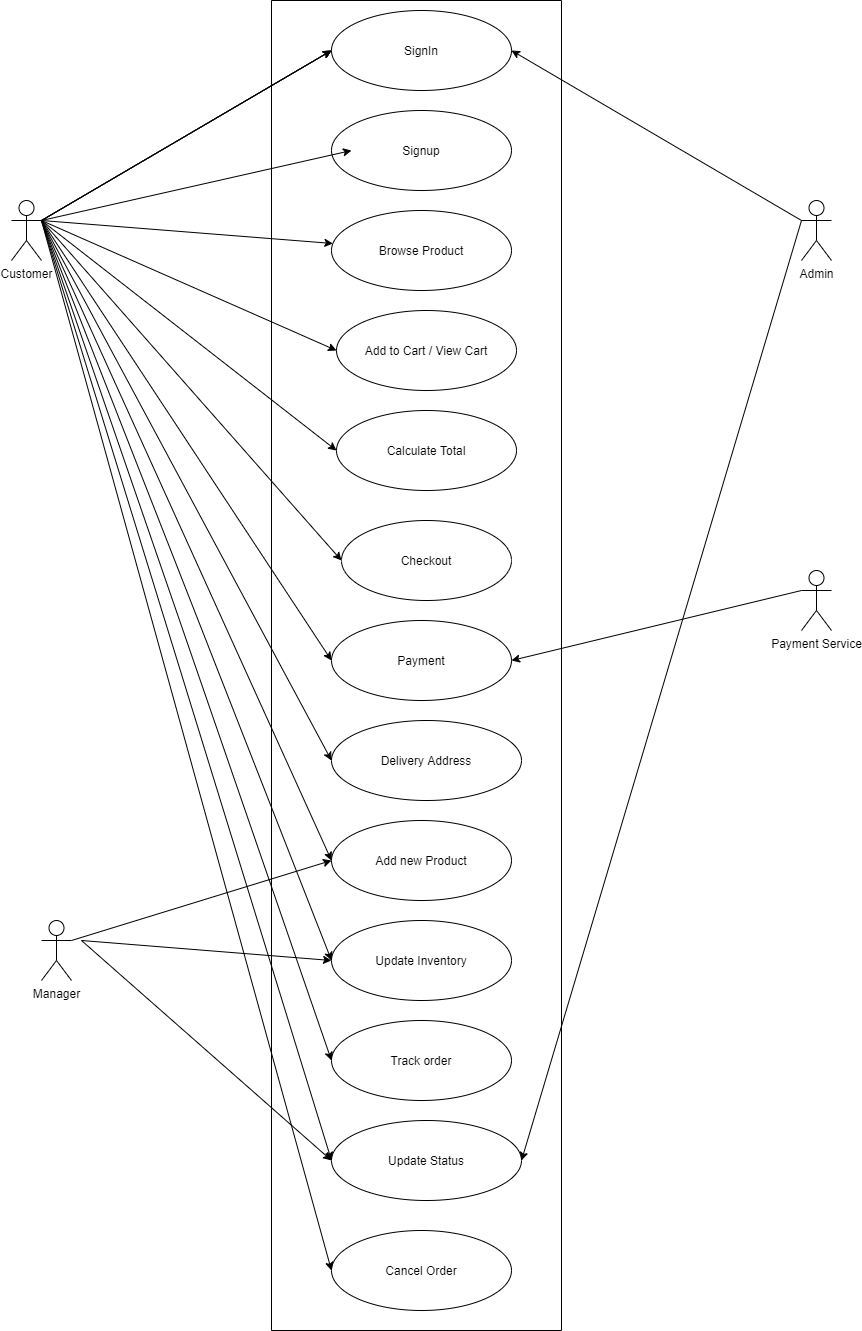 SignIn
Signup
Browse Product
Customer
Admin
Add to Cart / View Cart
Calculate Total
Checkout
Payment
Payment Service
Delivery Address
Add new Product
Update Inventory
Manager
Track order
Update Status
Cancel Order